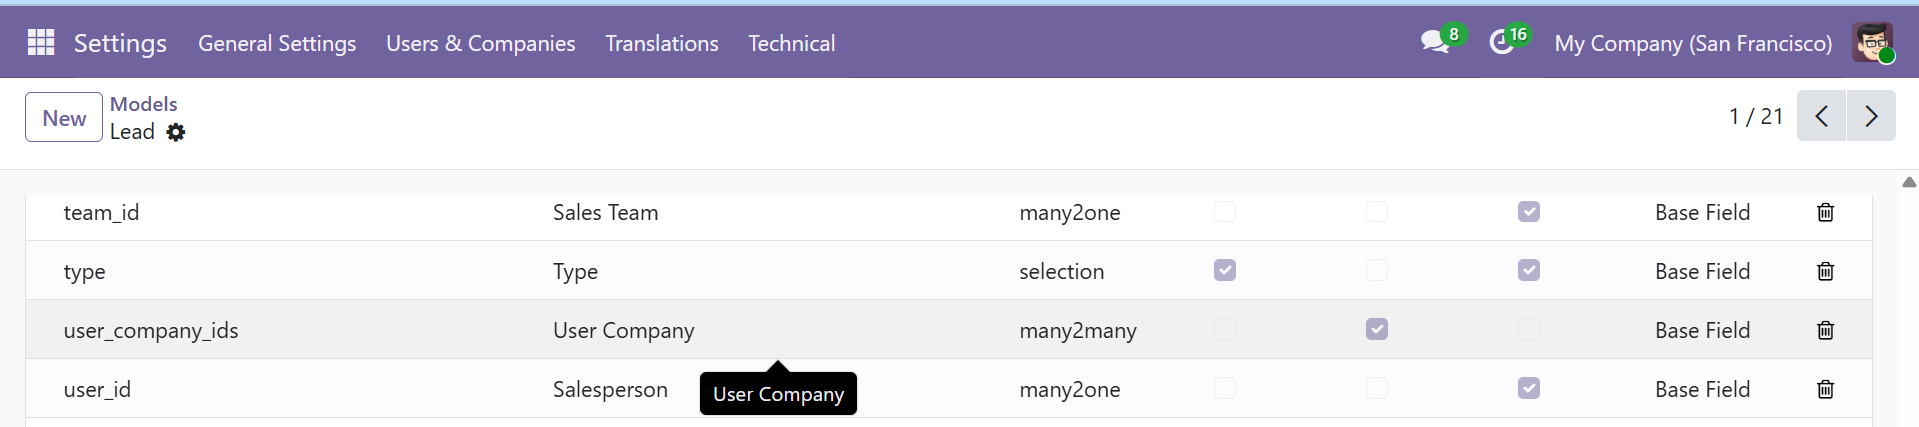 Settings General Settings Users & Companies Translations Technical 8 16 My Company (San Francisco)
New Models 1 / 21
Lead
team_id Sales Team many2one Base Field
type Type selection Base Field
user_company_ids User Company many2many Base Field
user_id Salesperson User Company many2one Base Field